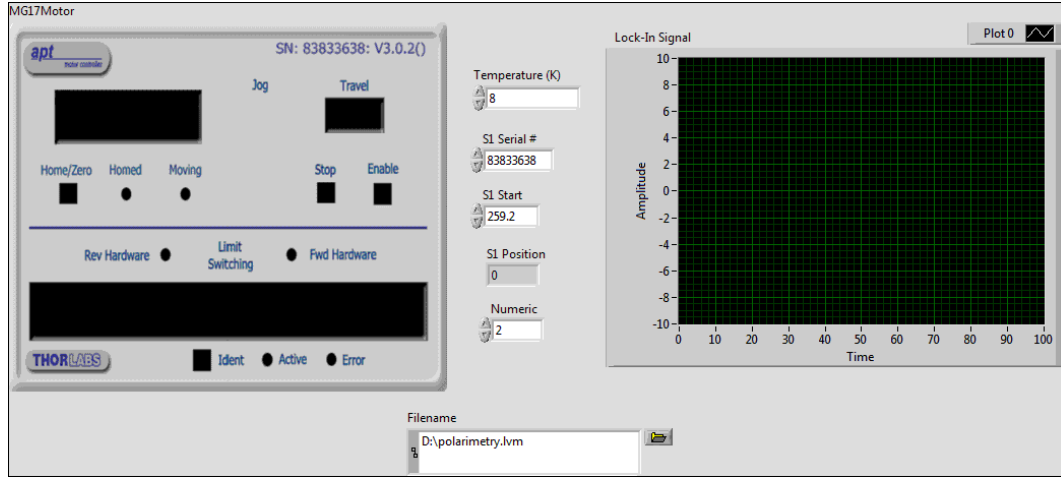 MG17Motor
apt
motor controller
SN: 83833638: V3.0.2()
Jog
Travel
Home/Zero
Homed
Moving
Stop
Enable
Rev Hardware
Limit
Switching
Fwd Hardware
THORLABS
Ident
Active
Error
Temperature (K)
8
S1 Serial #
83833638
S1 Start
259.2
S1 Position
0
Numeric
2
Lock-In Signal
Plot 0
Amplitude
10
8
6
4
2
0
-2
-4
-6
-8
-10
0 10 20 30 40 50 60 70 80 90 100
Time
Filename
D:\polarimetry.lvm